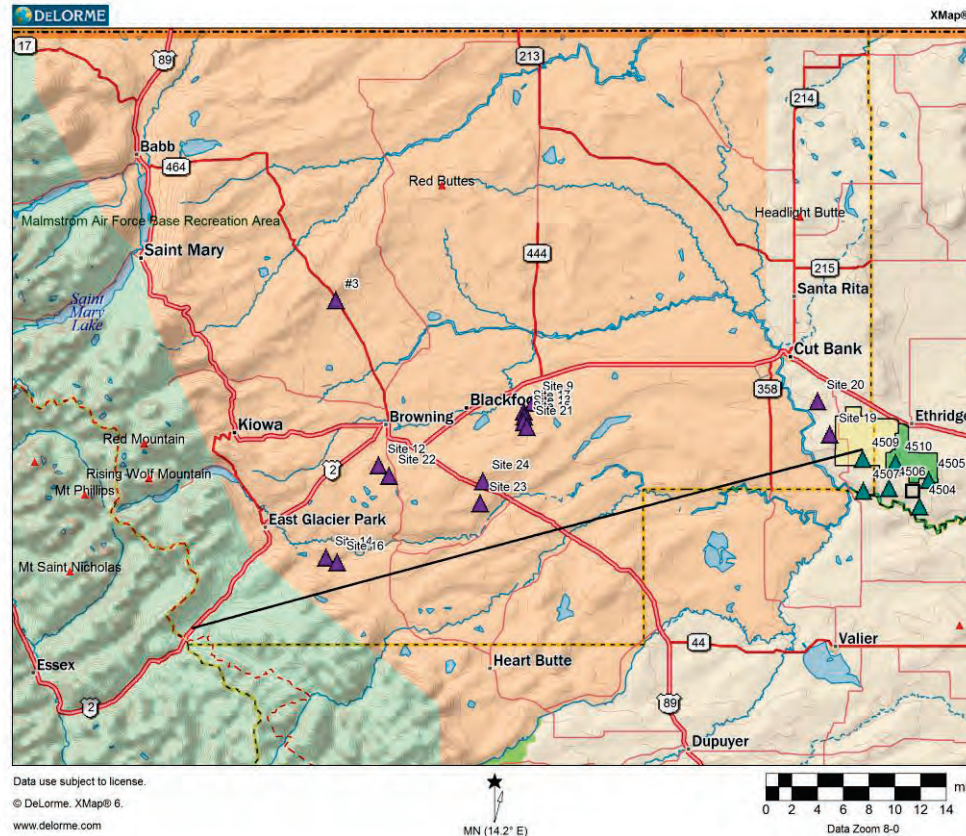 DELORME
XMap®
17
89
213
214
Babb
464
Red Buttes
Malmstrom Air Force Base Recreation Area
Headlight Butte
Saint Mary
444
215
#3
Santa Rita
Saint
Mary
Lake
Cut Bank
358
Site 20
Site 9
Blackfoot
Site 21
Browning
Ethridge
Kiowa
Site 19
Red Mountain
Site 12
4509
4510
2
Site 22
Site 24
4505
Rising Wolf Mountain
4507
4506
Mt Phillips
Site 23
4504
East Glacier Park
Site 14
Site 16
Mt Saint Nicholas
44
Valier
Essex
Heart Butte
2
89
Dupuyer
Data use subject to license.
© DeLorme. XMap® 6.
www.delorme.com
MN (14.2° E)
mi
0 2 4 6 8 10 12 14
Data Zoom 8-0